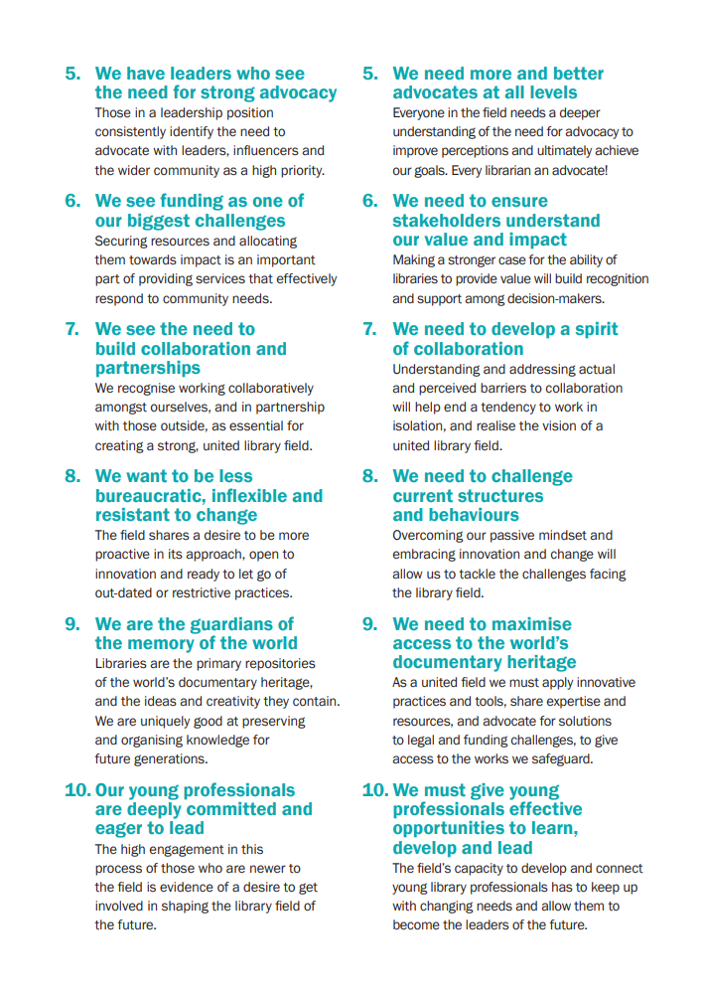 5. We have leaders who see
the need for strong advocacy
Those in a leadership position
consistently identify the need to
advocate with leaders, influencers and
the wider community as a high priority.
6. We see funding as one of
our biggest challenges
Securing resources and allocating
them towards impact is an important
part of providing services that effectively
respond to community needs.
7. We see the need to
build collaboration and
partnerships
We recognise working collaboratively
amongst ourselves, and in partnership
with those outside, as essential for
creating a strong, united library field.
8. We want to be less
bureaucratic, inflexible and
resistant to change
The field shares a desire to be more
proactive in its approach, open to
innovation and ready to let go of
out-dated or restrictive practices.
9. We are the guardians of
the memory of the world
Libraries are the primary repositories
of the world's documentary heritage,
and the ideas and creativity they contain.
We are uniquely good at preserving
and organising knowledge for
future generations.
10. Our young professionals
are deeply committed and
eager to lead
The high engagement in this
process of those who are newer to
the field is evidence of a desire to get
involved in shaping the library field of
the future.
5. We need more and better
advocates at all levels
Everyone in the field needs a deeper
understanding of the need for advocacy to
improve perceptions and ultimately achieve
our goals. Every librarian an advocate!
6. We need to ensure
stakeholders understand
our value and impact
Making a stronger case for the ability of
libraries to provide value will build recognition
and support among decision-makers.
7. We need to develop a spirit
of collaboration
Understanding and addressing actual
and perceived barriers to collaboration
will help end a tendency to work in
isolation, and realise the vision of a
united library field.
8. We need to challenge
current structures
and behaviours
Overcoming our passive mindset and
embracing innovation and change will
allow us to tackle the challenges facing
the library field.
9. We need to maximise
access to the world's
documentary heritage
As a united field we must apply innovative
practices and tools, share expertise and
resources, and advocate for solutions
to legal and funding challenges, to give
access to the works we safeguard.
10. We must give young
professionals effective
opportunities to learn,
develop and lead
The field's capacity to develop and connect
young library professionals has to keep up
with changing needs and allow them to
become the leaders of the future.